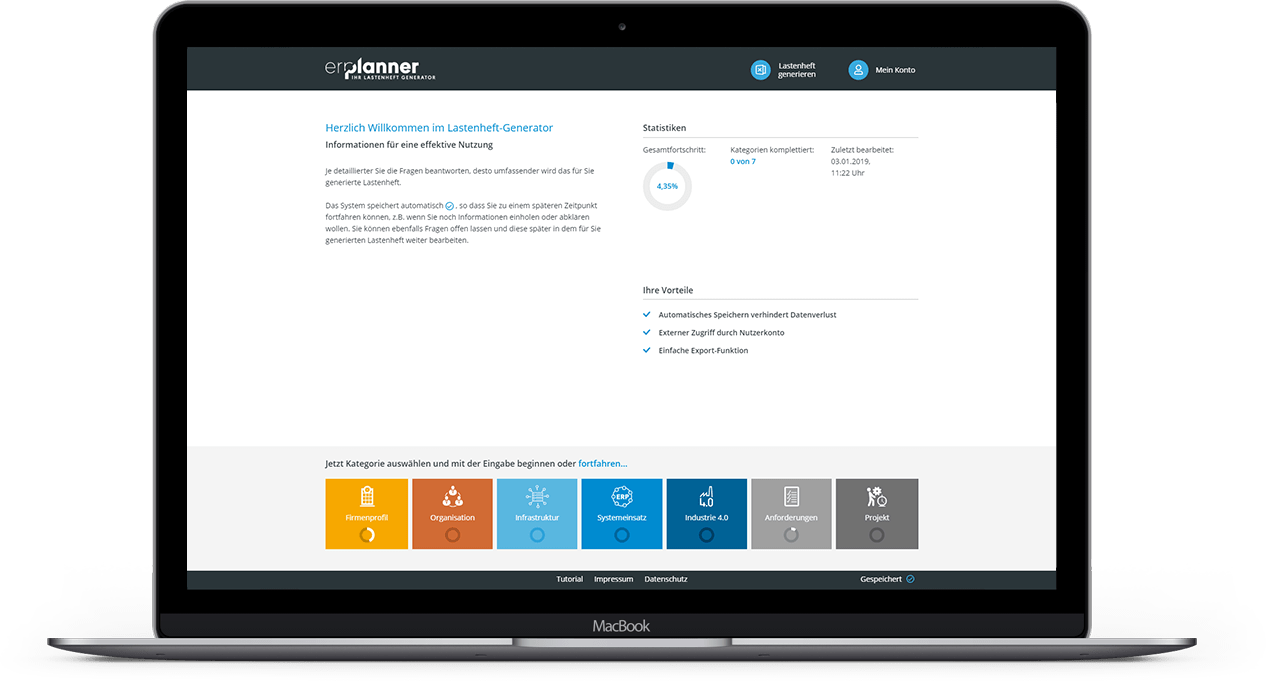 erplanner
IHR LASTENHEFT GENERATOR
Lastenheft
generieren
Mein Konto
Herzlich Willkommen im Lastenheft-Generator
Informationen für eine effektive Nutzung
Je detaillierter Sie die Fragen beantworten, desto umfassender wird das für Sie
generierte Lastenheft.
Das System speichert automatisch , so dass Sie zu einem späteren Zeitpunkt
fortfahren können, z.B. wenn Sie noch Informationen einholen oder abklären
wollen. Sie können ebenfalls Fragen offen lassen und diese später in dem für Sie
generierten Lastenheft weiter bearbeiten.
Statistiken
Gesamtfortschritt:
4,35%
Kategorien komplettiert:
0 von 7
Zuletzt bearbeitet:
03.01.2019,
11:22 Uhr
Ihre Vorteile
Automatisches Speichern verhindert Datenverlust
Externer Zugriff durch Nutzerkonto
Einfache Export-Funktion
Jetzt Kategorie auswählen und mit der Eingabe beginnen oder fortfahren...
Firmenprofil
Organisation
Infrastruktur
ERP
Systemeinsatz
4.0
Industrie 4.0
Anforderungen
Projekt
Tutorial Impressum Datenschutz
Gespeichert
MacBook